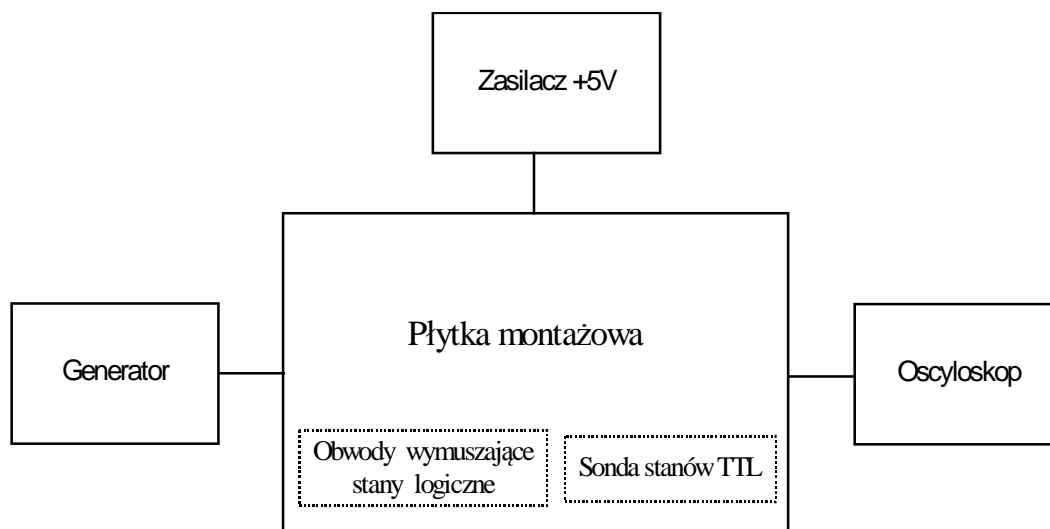 Zasilacz +5V
Płytka montażowa
Generator
Oscyloskop
Obwody wymuszające
stany logiczne
Sonda stanów TTL